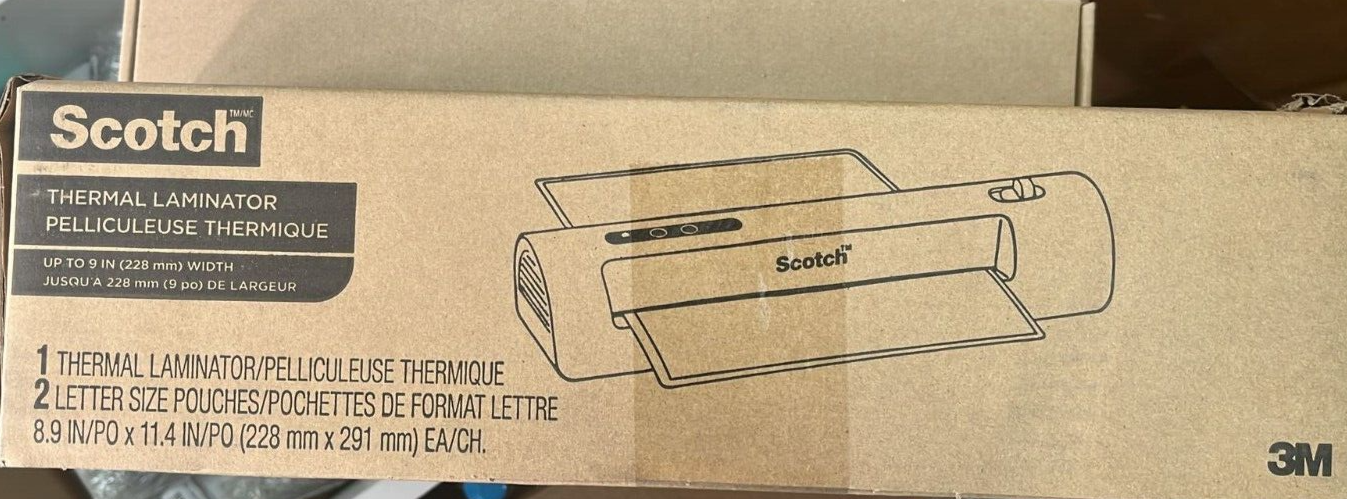 Scotch™/MC
THERMAL LAMINATOR
PELLICULEUSE THERMIQUE
UP TO 9 IN (228 mm) WIDTH
JUSQU'À 228 mm (9 po) DE LARGEUR
Scotch™
1 THERMAL LAMINATOR/PELLICULEUSE THERMIQUE
2 LETTER SIZE POUCHES/POCHETTES DE FORMAT LETTRE
8.9 IN/PO x 11.4 IN/PO (228 mm x 291 mm) EA/CH.
3M